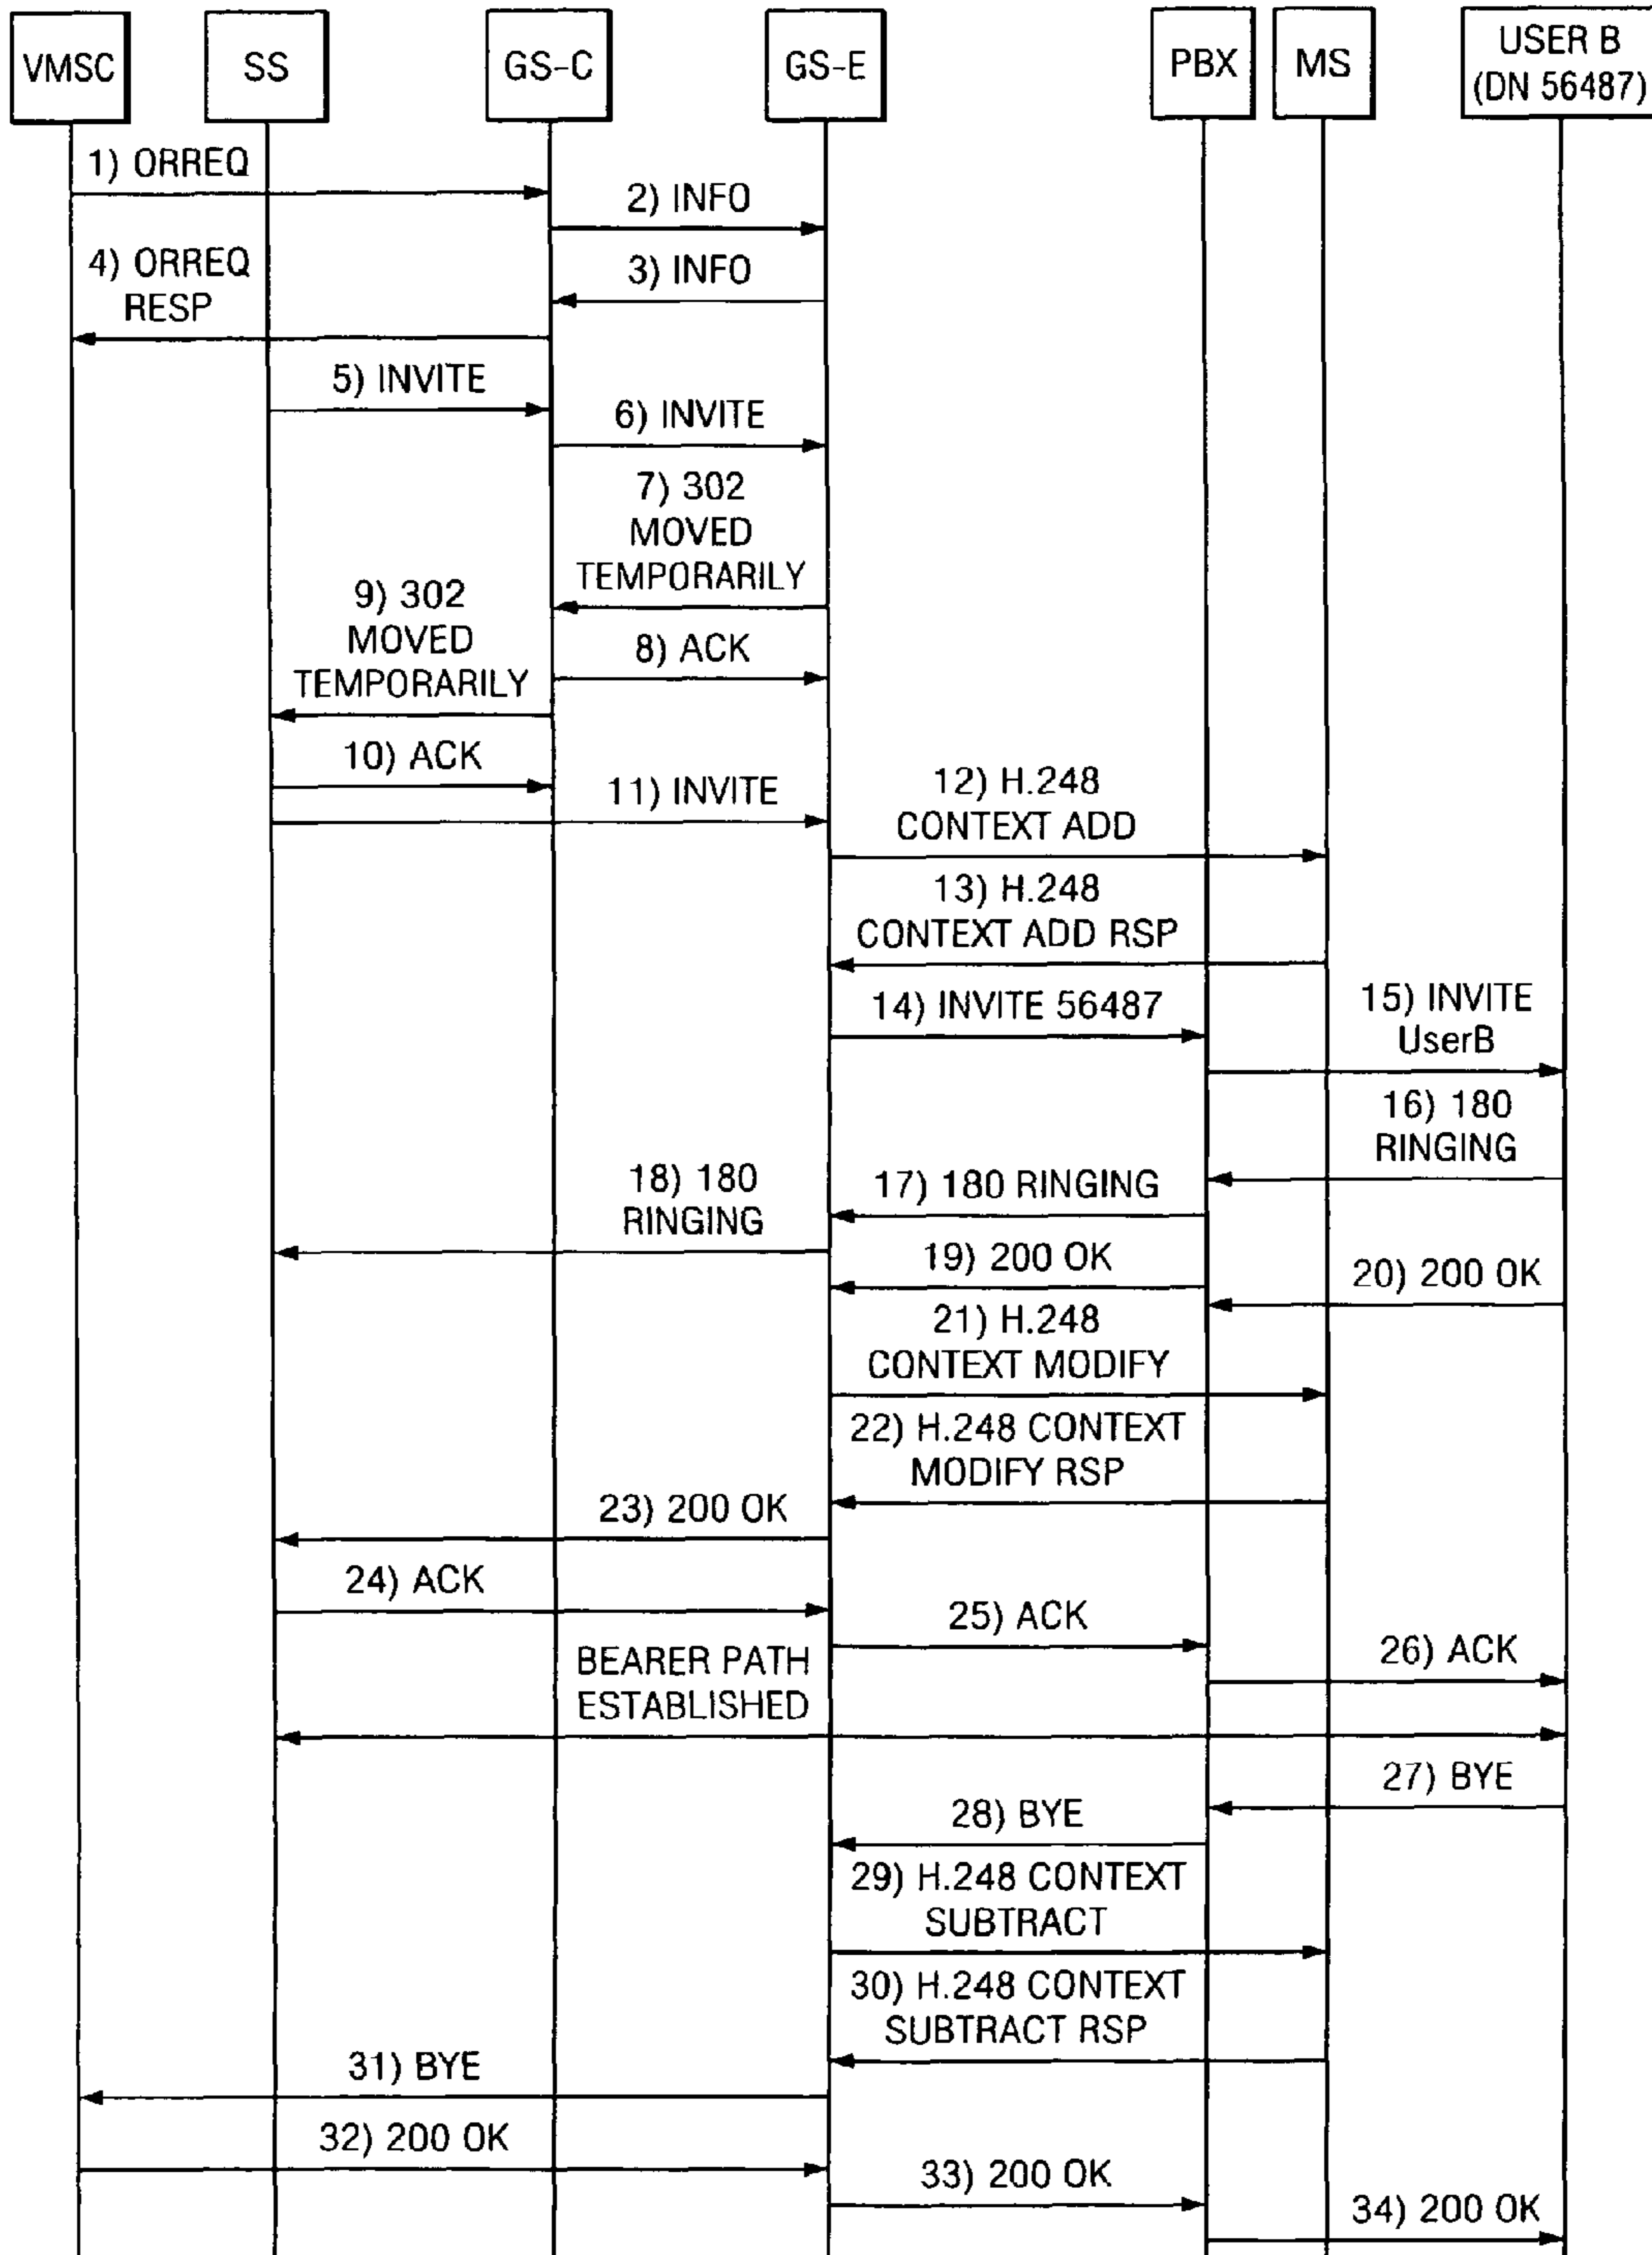 VMSC
SS
GS-C
GS-E
PBX
MS
USER B
(DN 56487)
1) ORREQ
2) INFO
3) INFO
4) ORREQ
RESP
5) INVITE
6) INVITE
7) 302
MOVED
TEMPORARILY
8) ACK
9) 302
MOVED
TEMPORARILY
10) ACK
11) INVITE
12) H.248
CONTEXT ADD
13) H.248
CONTEXT ADD RSP
14) INVITE 56487
15) INVITE
UserB
16) 180
RINGING
17) 180 RINGING
18) 180
RINGING
19) 200 OK
20) 200 OK
21) H.248
CONTEXT MODIFY
22) H.248 CONTEXT
MODIFY RSP
23) 200 OK
24) ACK
25) ACK
26) ACK
BEARER PATH
ESTABLISHED
27) BYE
28) BYE
29) H.248 CONTEXT
SUBTRACT
30) H.248 CONTEXT
SUBTRACT RSP
31) BYE
32) 200 OK
33) 200 OK
34) 200 OK